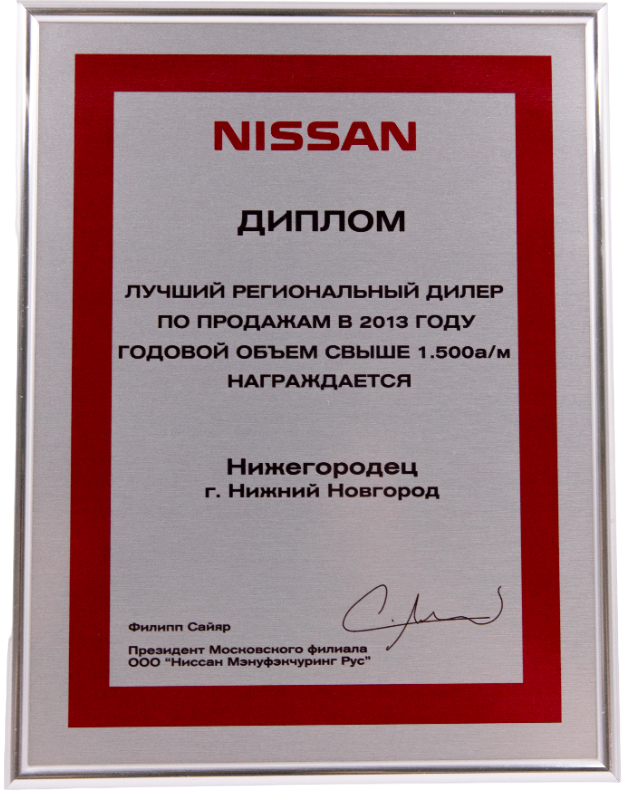 NISSAN
ДИПЛОМ
ЛУЧШИЙ РЕГИОНАЛЬНЫЙ ДИЛЕР
ПО ПРОДАЖАМ В 2013 ГОДУ
ГОДОВОЙ ОБЪЕМ СВЫШЕ 1.500а/м
НАГРАЖДАЕТСЯ
Нижегородец
г. Нижний Новгород
Филипп Сайяр
Президент Московского филиала
ООО "Ниссан Мэнуфэкчуринг Рус"